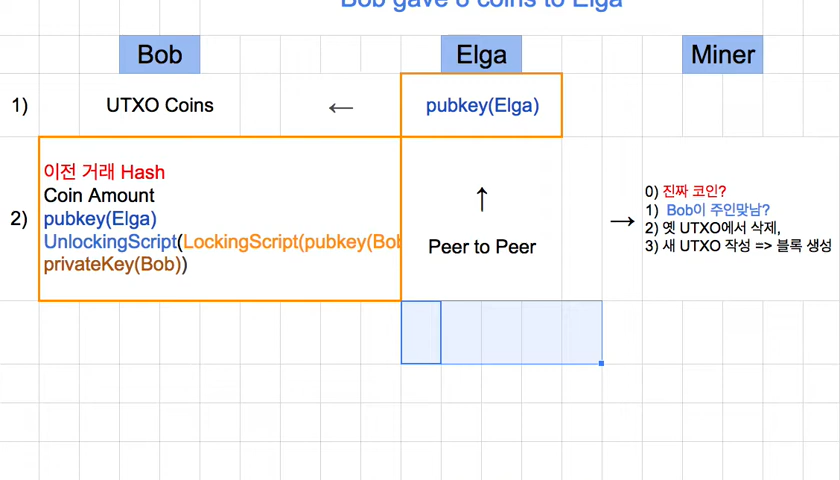 Bob gave 8 coins to Elga
Bob Elga Miner
1) UTXO Coins ← pubkey(Elga)
2)
이전 거래 Hash
Coin Amount
pubkey(Elga)
UnlockingScript(LockingScript(pubkey(Bob
privateKey(Bob))
↑
Peer to Peer
→
0) 진짜 코인?
1) Bob이 주인맞남?
2) 옛 UTXO에서 삭제,
3) 새 UTXO 작성 => 블록 생성